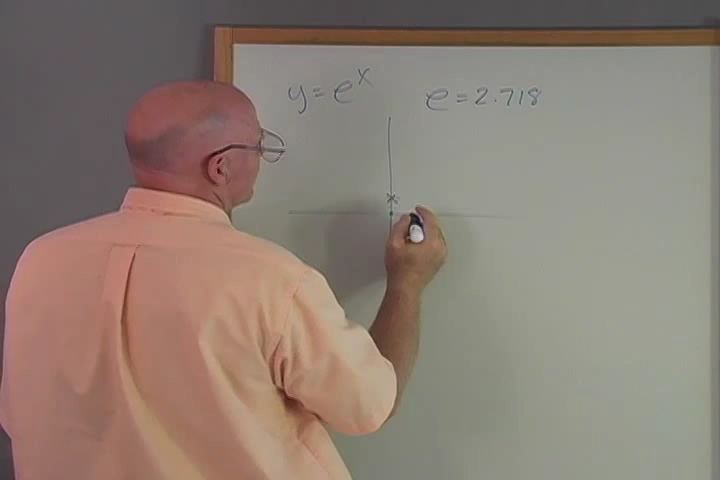 y = e^x e = 2.718